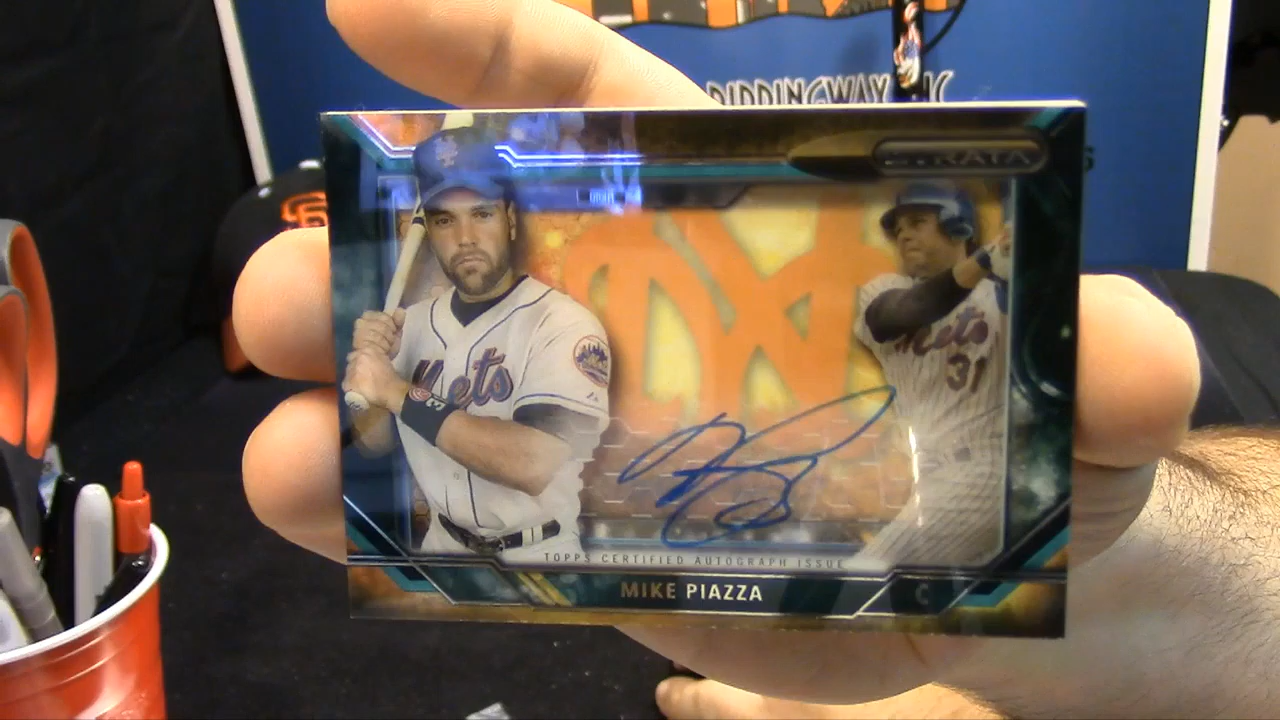 STRATA
Mets
Mets
31
TOPPS CERTIFIED AUTOGRAPH ISSUE
MIKE PIAZZA
C